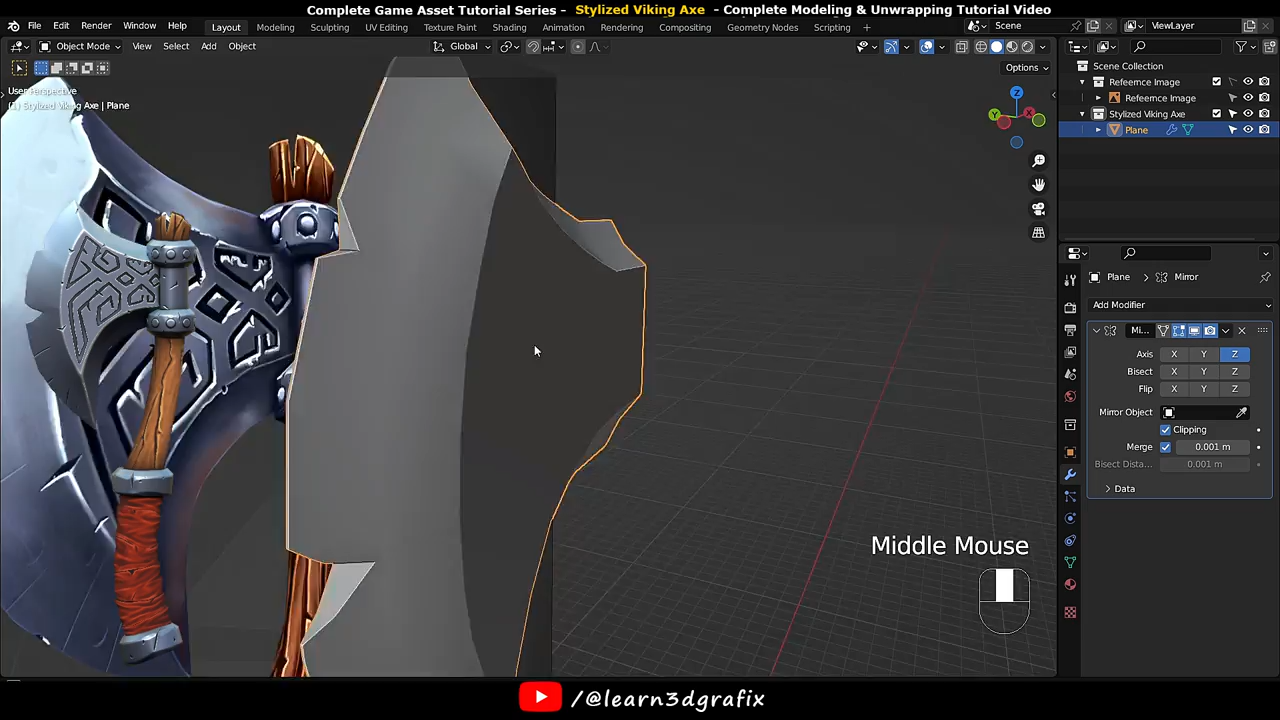 Complete Game Asset Tutorial Series - Stylized Viking Axe - Complete Modeling & Unwrapping Tutorial Video
File Edit Render Window Help Layout Modeling Sculpting UV Editing Texture Paint Shading Animation Rendering Compositing Geometry Nodes Scripting Scene ViewLayer
Object Mode View Select Add Object Global
Options
User Perspective
(1) Stylized Viking Axe | Plane
X
Y
Z
Scene Collection
Refeemce Image
Refeemce Image
Stylized Viking Axe
Plane
Plane > Mirror
Add Modifier
Mi...
Axis X Y Z
Bisect X Y Z
Flip X Y Z
Mirror Object
Clipping
Merge 0.001 m
Bisect Dista... 0.001 m
Data
Middle Mouse
/@learn3dgrafix